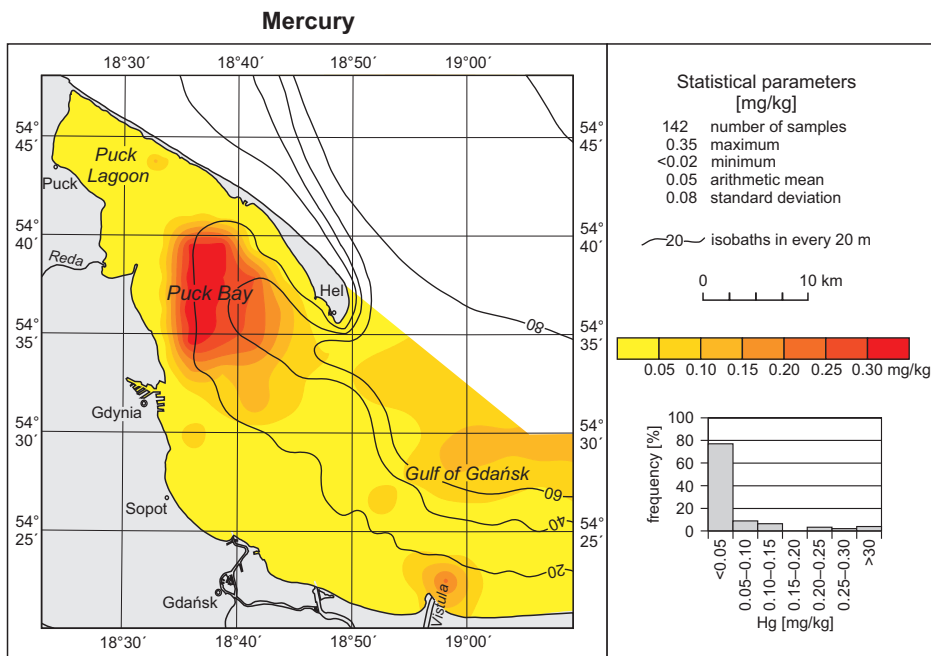 Mercury
18°30´ 18°40´ 18°50´ 19°00´
54°
45´
54°
40´
54°
35´
54°
30´
54°
25´
Puck
Lagoon
Puck
Reda
Puck Bay
Hel
80
Gdynia
Gulf of Gdańsk
60
40
20
Sopot
Gdańsk
Vistula
54°
45´
54°
40´
54°
35´
54°
30´
54°
25´
18°30´ 18°40´ 18°50´ 19°00´
Statistical parameters
[mg/kg]
142 number of samples
0.35 maximum
<0.02 minimum
0.05 arithmetic mean
0.08 standard deviation
20 isobaths in every 20 m
0 10 km
0.05 0.10 0.15 0.20 0.25 0.30 mg/kg
frequency [%]
100
80
60
40
20
0
<0.05
0.05–0.10
0.10–0.15
0.15–0.20
0.20–0.25
0.25–0.30
>30
Hg [mg/kg]